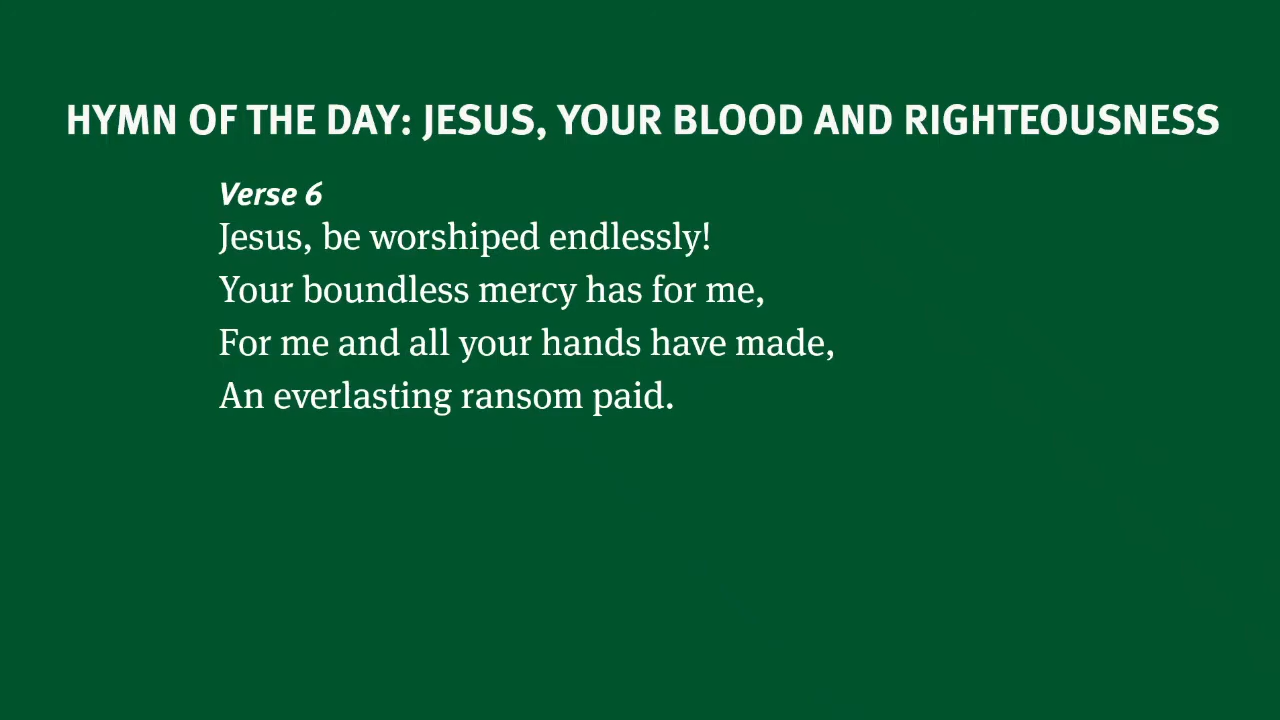 HYMN OF THE DAY: JESUS, YOUR BLOOD AND RIGHTEOUSNESS
Verse 6
Jesus, be worshiped endlessly!
Your boundless mercy has for me,
For me and all your hands have made,
An everlasting ransom paid.